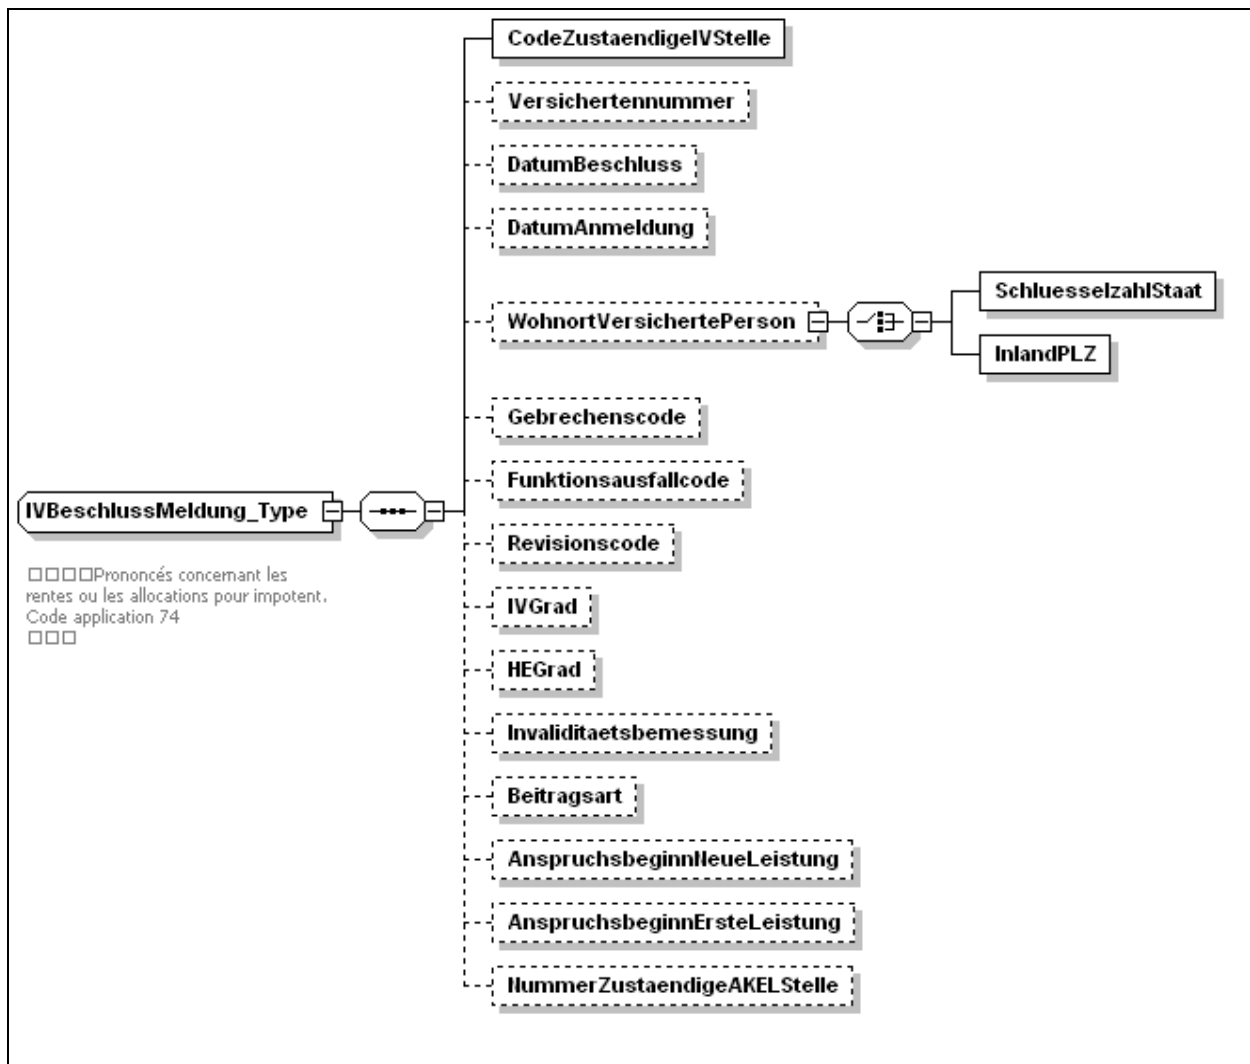 CodeZustaendigeIVStelle
Versichertennummer
DatumBeschluss
DatumAnmeldung
WohnortVersichertePerson
SchluesselzahlStaat
InlandPLZ
Gebrechenscode
Funktionsausfallcode
IVBeschlussMeldung_Type
Revisionscode
□□□□Prononcés concernant les
rentes ou les allocations pour impotent.
Code application 74
□□□
IVGrad
HEGrad
Invaliditaetsbemessung
Beitragsart
AnspruchsbeginnNeueLeistung
AnspruchsbeginnErsteLeistung
NummerZustaendigeAKELStelle